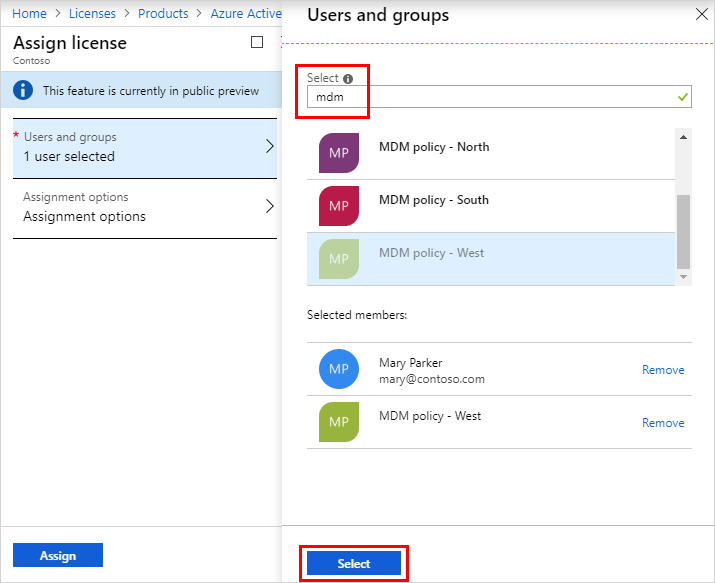 Home > Licenses > Products > Azure Active
Assign license
Contoso
This feature is currently in public preview
* Users and groups
1 user selected
Assignment options
Assignment options
Assign
Users and groups
Select
mdm
MP MDM policy - North
MP MDM policy - South
MP MDM policy - West
Selected members:
MP Mary Parker
mary@contoso.com
Remove
MP MDM policy - West
Remove
Select